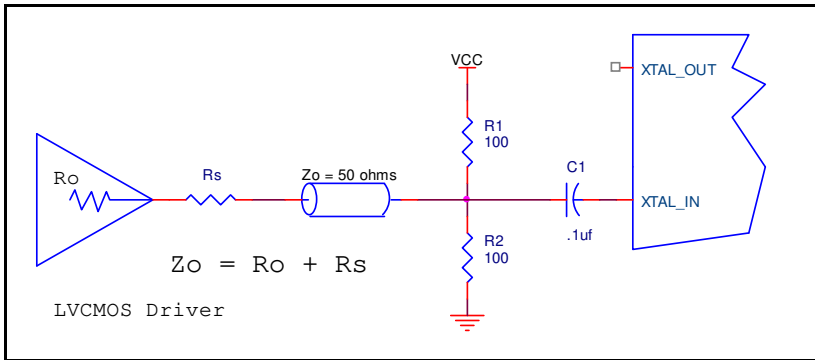 VCC
XTAL_OUT
R1
100
Ro
Rs
Zo = 50 ohms
C1
XTAL_IN
.1uf
R2
100
Zo = Ro + Rs
LVCMOS Driver